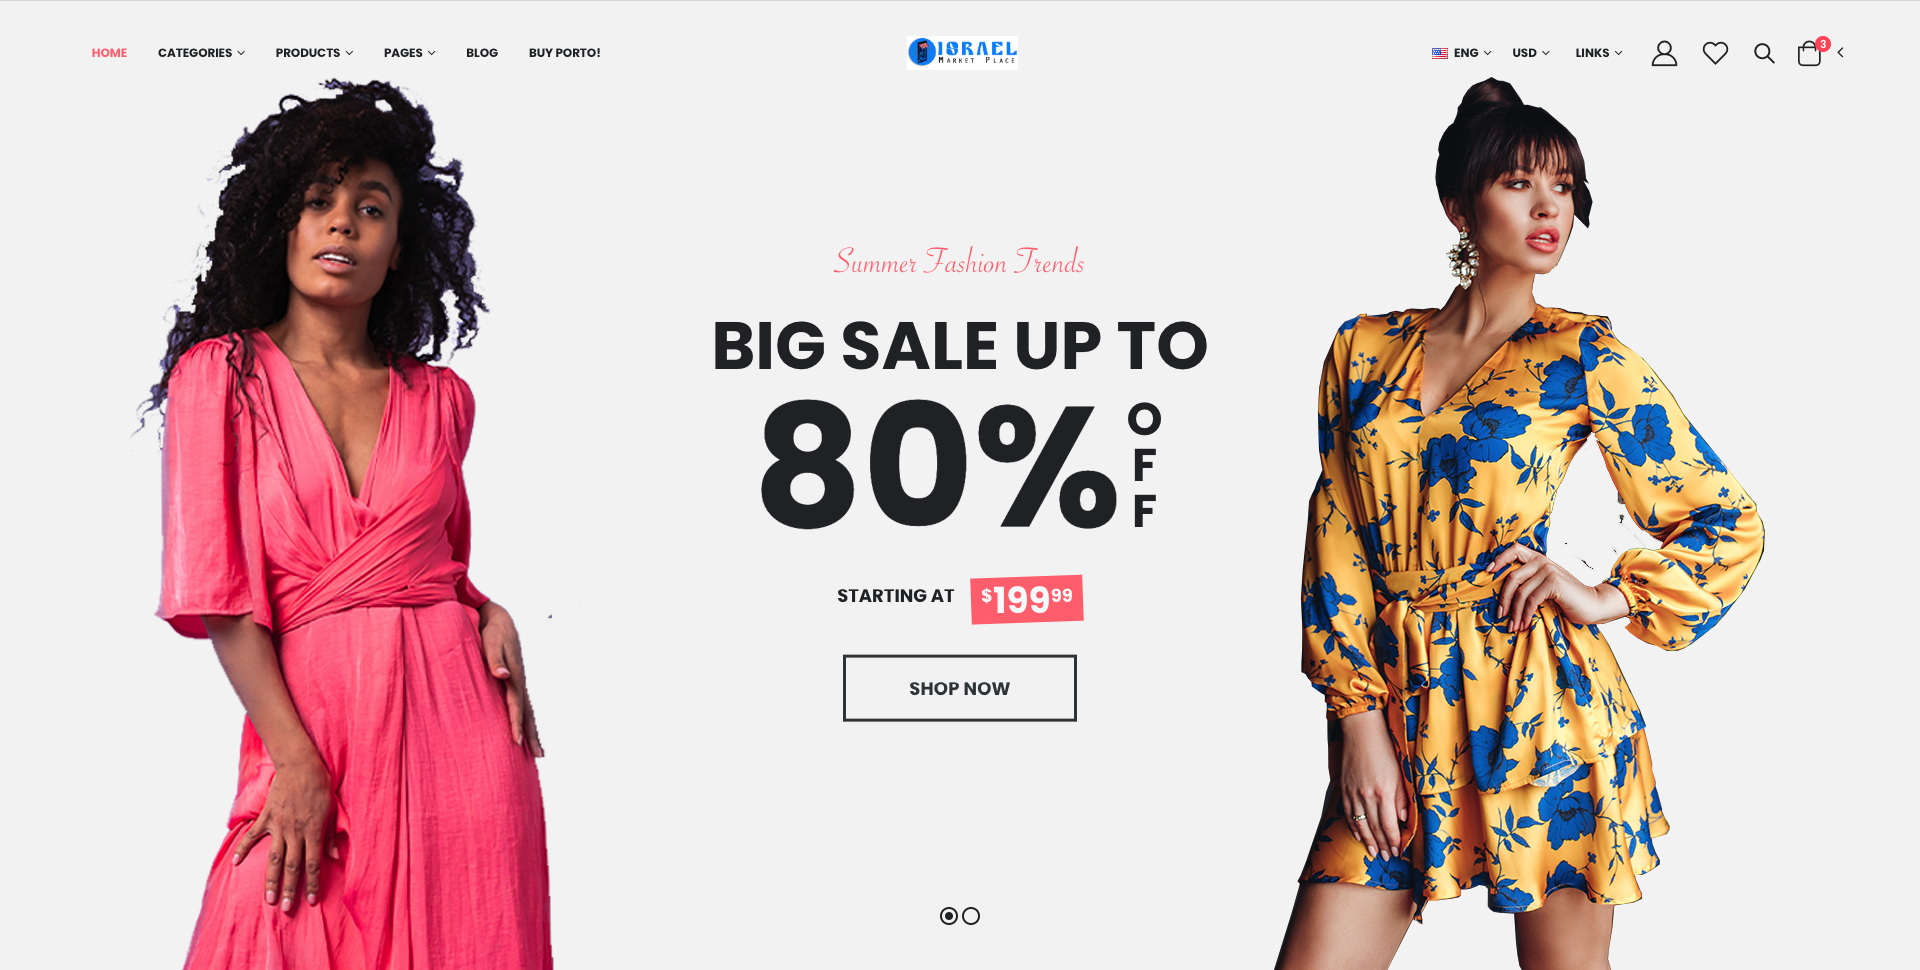 HOME CATEGORIES PRODUCTS PAGES BLOG BUY PORTO!
IORAEL
MARKET PLACE
ENG USD LINKS 3
Summer Fashion Trends
BIG SALE UP TO
80% OFF
STARTING AT $199.99
SHOP NOW